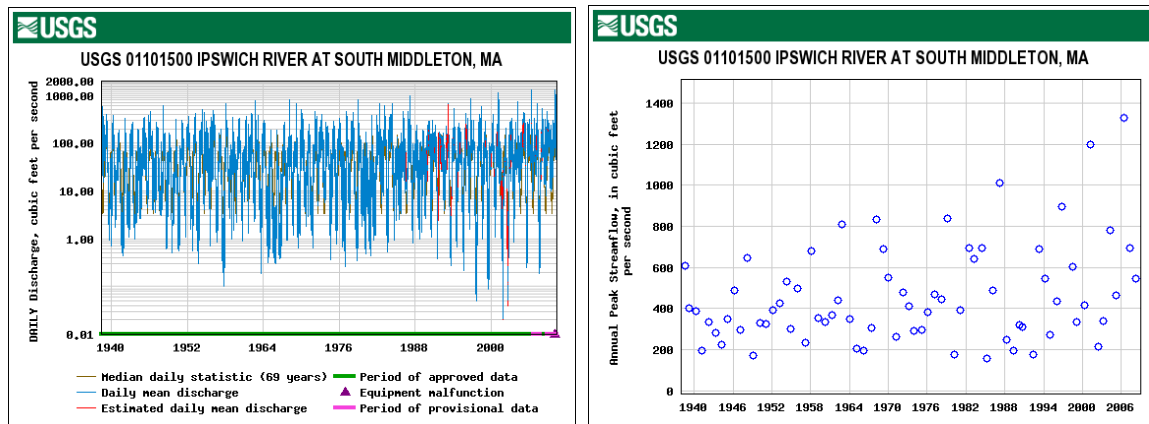 USGS
USGS 01101500 IPSWICH RIVER AT SOUTH MIDDLETON, MA
DAILY Discharge, cubic feet per second
2000.00
1000.00
100.00
10.00
1.00
0.01
1940 1952 1964 1976 1988 2000
Median daily statistic (69 years)
Daily mean discharge
Estimated daily mean discharge
Period of approved data
Equipment malfunction
Period of provisional data
USGS
USGS 01101500 IPSWICH RIVER AT SOUTH MIDDLETON, MA
Annual Peak Streamflow, in cubic feet
per second
1400
1200
1000
800
600
400
200
0
1940 1946 1952 1958 1964 1970 1976 1982 1988 1994 2000 2006